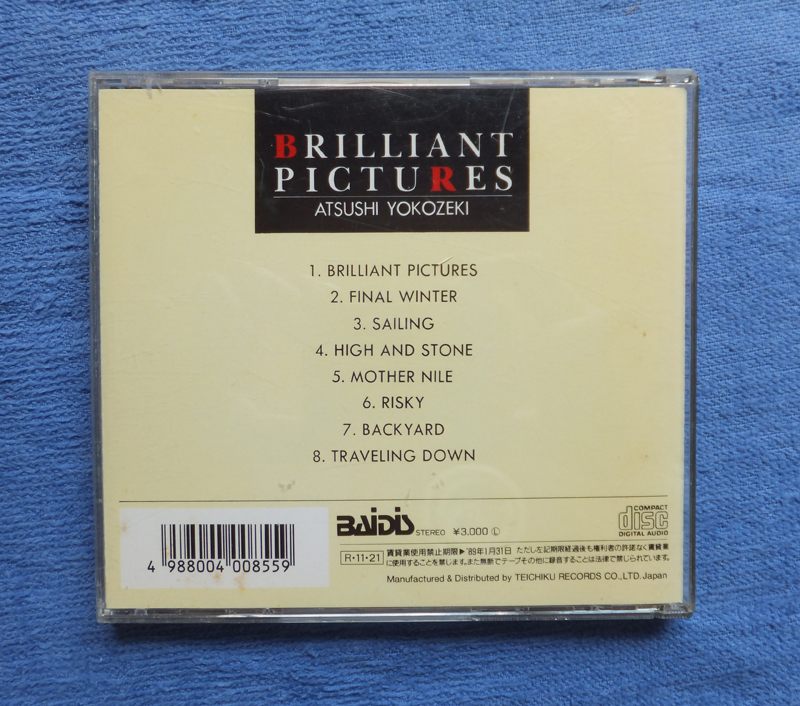 BRILLIANT
PICTURES
ATSUSHI YOKOZEKI
1. BRILLIANT PICTURES
2. FINAL WINTER
3. SAILING
4. HIGH AND STONE
5. MOTHER NILE
6. RISKY
7. BACKYARD
8. TRAVELING DOWN
BAIDIS STEREO ¥3,000 Ⓛ
COMPACT
disc
DIGITAL AUDIO
4 988004 008559
R・11・21
賃貸業使用禁止期限▶'89年1月31日 ただし左記期限経過後も権利者の許諾なく賃貸業
に使用することを禁じます。また無断でテープその他に録音することは法律で禁じられています。
Manufactured & Distributed by TEICHIKU RECORDS CO.,LTD. Japan